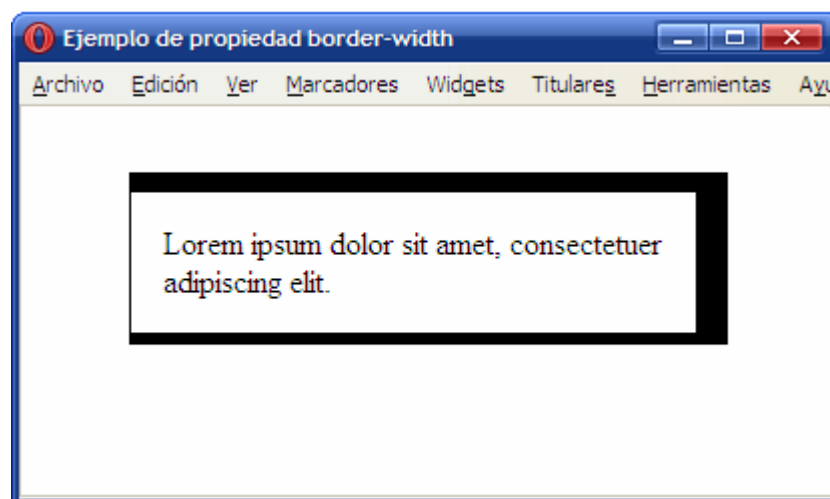 Ejemplo de propiedad border-width
Archivo Edición Ver Marcadores Widgets Titulares Herramientas
Lorem ipsum dolor sit amet, consectetuer
adipiscing elit.